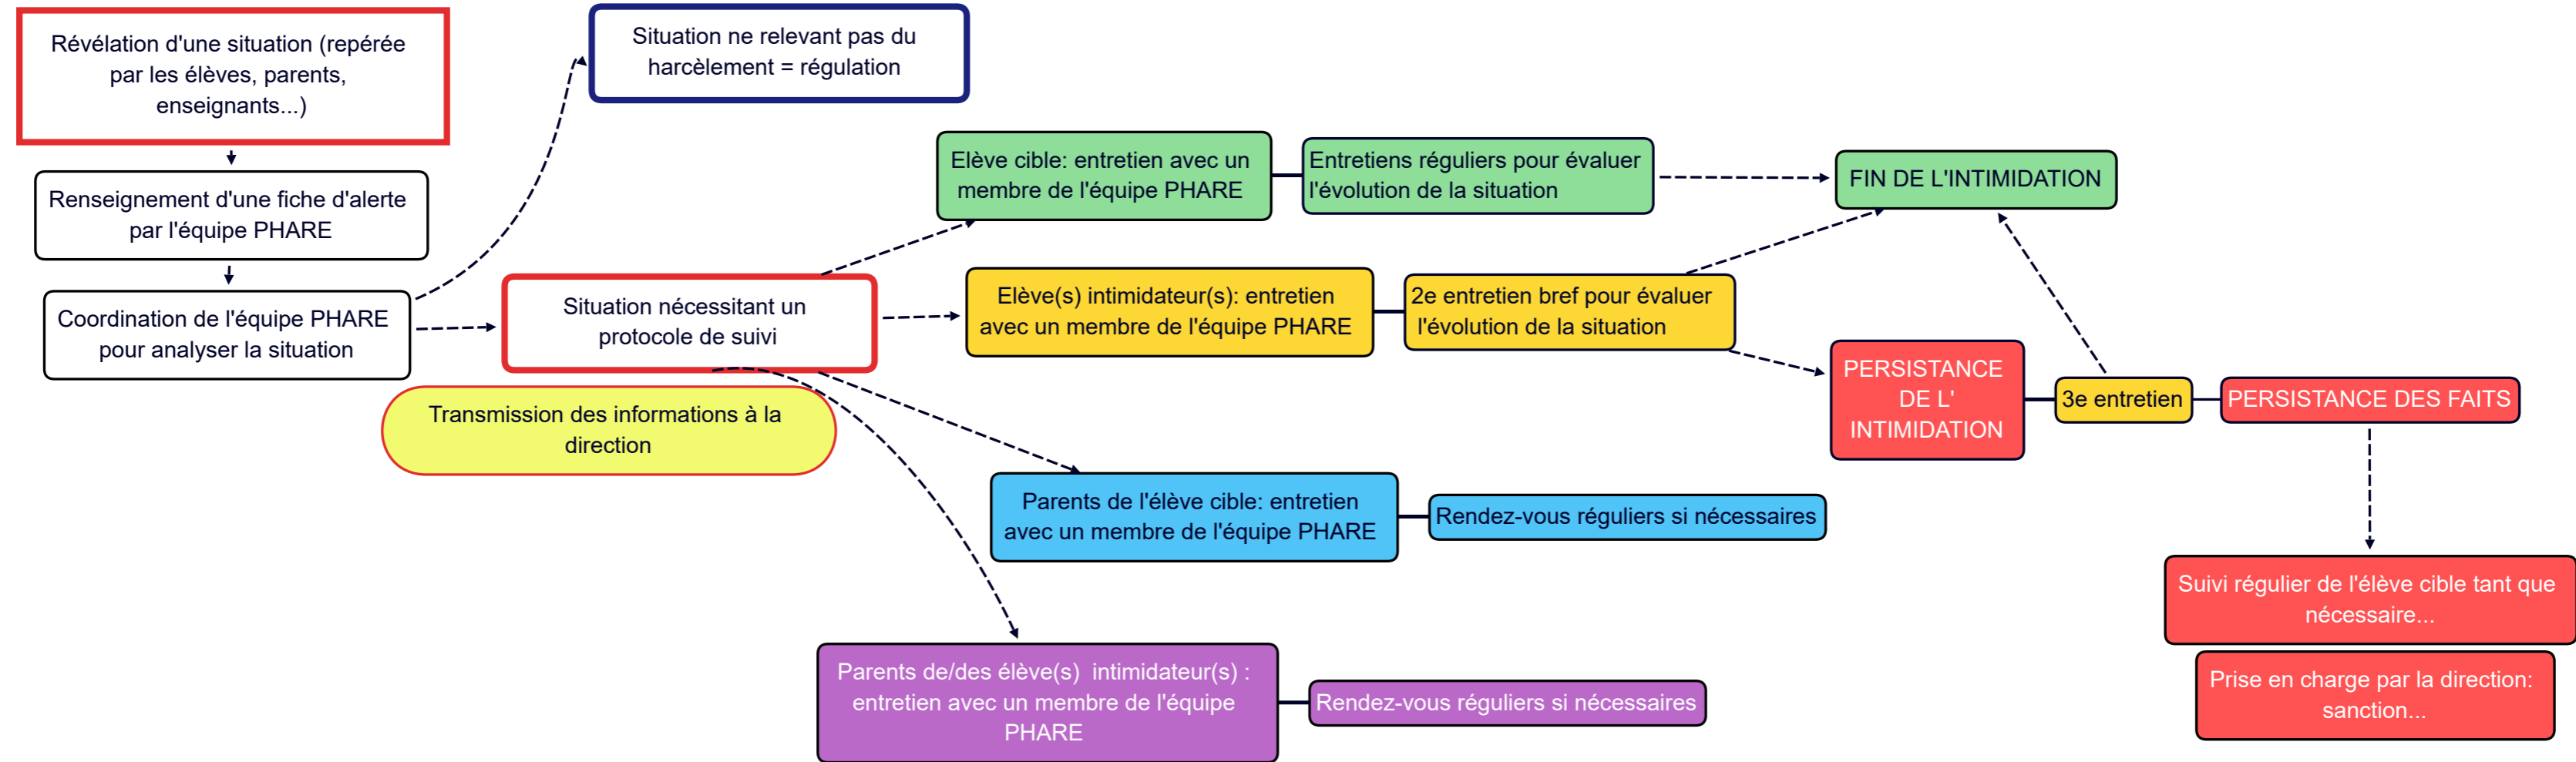 Révélation d'une situation (repérée
par les élèves, parents,
enseignants...)
Renseignement d'une fiche d'alerte
par l'équipe PHARE
Coordination de l'équipe PHARE
pour analyser la situation
Situation ne relevant pas du
harcèlement = régulation
Situation nécessitant un
protocole de suivi
Transmission des informations à la
direction
Elève cible: entretien avec un
membre de l'équipe PHARE
Entretiens réguliers pour évaluer
l'évolution de la situation
FIN DE L'INTIMIDATION
Elève(s) intimidateur(s): entretien
avec un membre de l'équipe PHARE
2e entretien bref pour évaluer
l'évolution de la situation
PERSISTANCE
DE L'
INTIMIDATION
3e entretien
PERSISTANCE DES FAITS
Parents de l'élève cible: entretien
avec un membre de l'équipe PHARE
Rendez-vous réguliers si nécessaires
Parents de/des élève(s) intimidateur(s) :
entretien avec un membre de l'équipe
PHARE
Rendez-vous réguliers si nécessaires
Suivi régulier de l'élève cible tant que
nécessaire...
Prise en charge par la direction:
sanction...